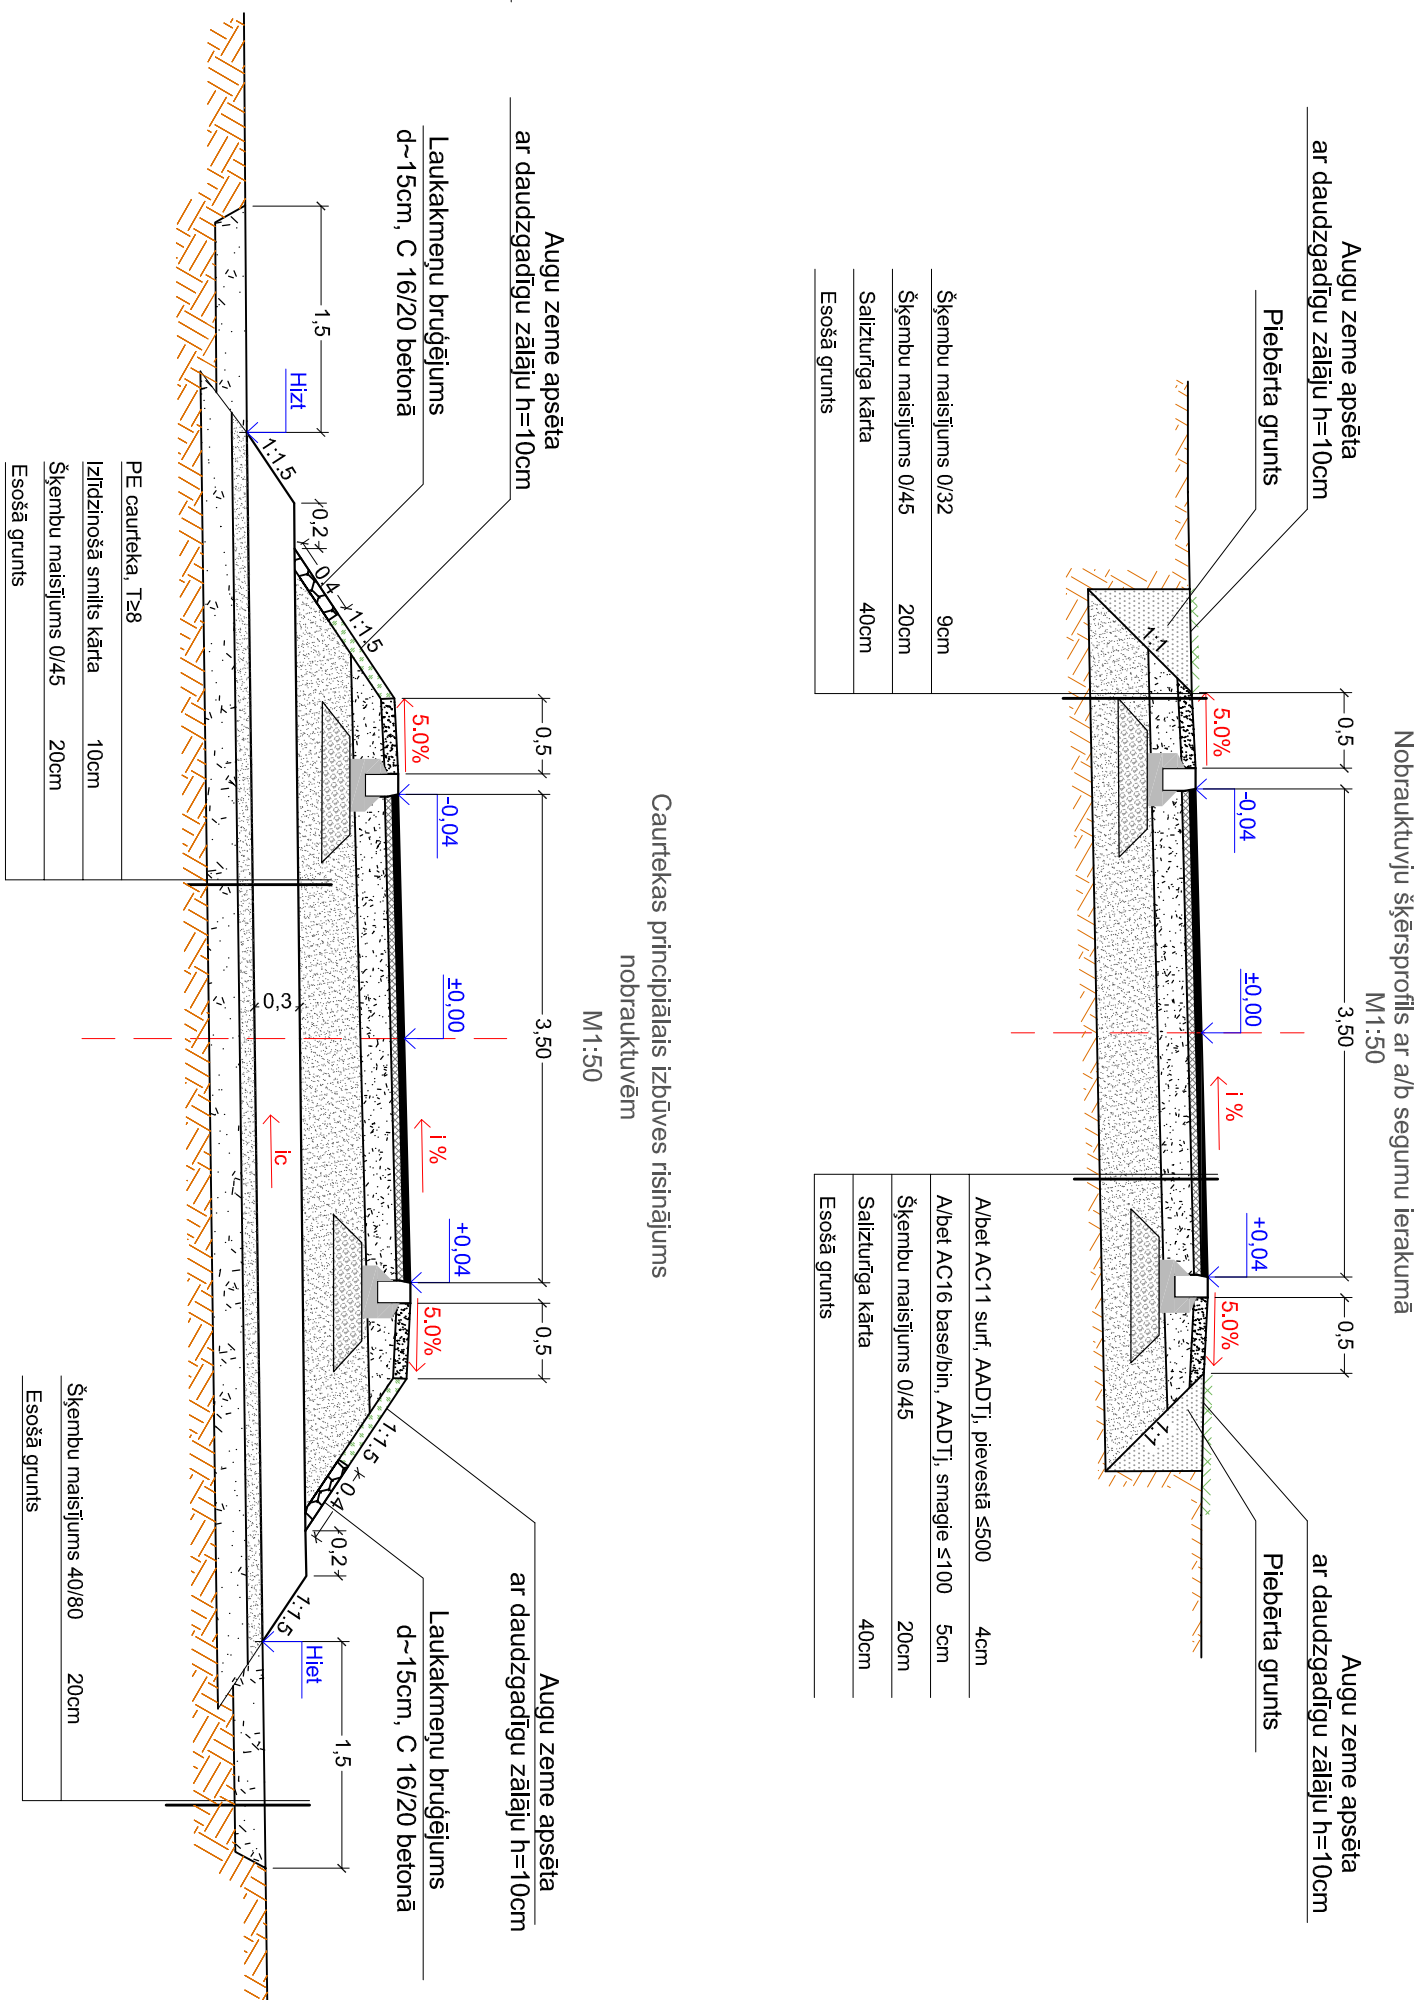 Nobrauktuvju šķērsprofils ar a/b segumu ierakumā
M1:50
Augu zeme apsēta
ar daudzgadīgu zālāju h=10cm
Piebērta grunts
0,5
3,50
0,5
5.0%
-0,04
±0,00
i %
+0,04
5.0%
1:1
1:1
Augu zeme apsēta
ar daudzgadīgu zālāju h=10cm
Piebērta grunts
Šķembu maisījums 0/32 9cm
Šķembu maisījums 0/45 20cm
Salizturīga kārta 40cm
Esošā grunts
A/bet AC11 surf, AADTj, pievestā ≤500 4cm
A/bet AC16 base/bin, AADTj, smagie ≤100 5cm
Šķembu maisījums 0/45 20cm
Salizturīga kārta 40cm
Esošā grunts
Caurtekas principiālais izbūves risinājums
nobrauktuvēm
M1:50
Augu zeme apsēta
ar daudzgadīgu zālāju h=10cm
Laukakmeņu bruģējums
d~15cm, C 16/20 betonā
0,5
3,50
0,5
5.0%
-0,04
±0,00
i %
+0,04
5.0%
Augu zeme apsēta
ar daudzgadīgu zālāju h=10cm
Laukakmeņu bruģējums
d~15cm, C 16/20 betonā
1,5
Hizt
1:1.5
0,2
0,4
1:1.5
0,3
ic
1:1.5
0,4
0,2
1:1.5
Hiet
1,5
PE caurteka, T≥8
Izlīdzinošā smilts kārta 10cm
Šķembu maisījums 0/45 20cm
Esošā grunts
Šķembu maisījums 40/80 20cm
Esošā grunts